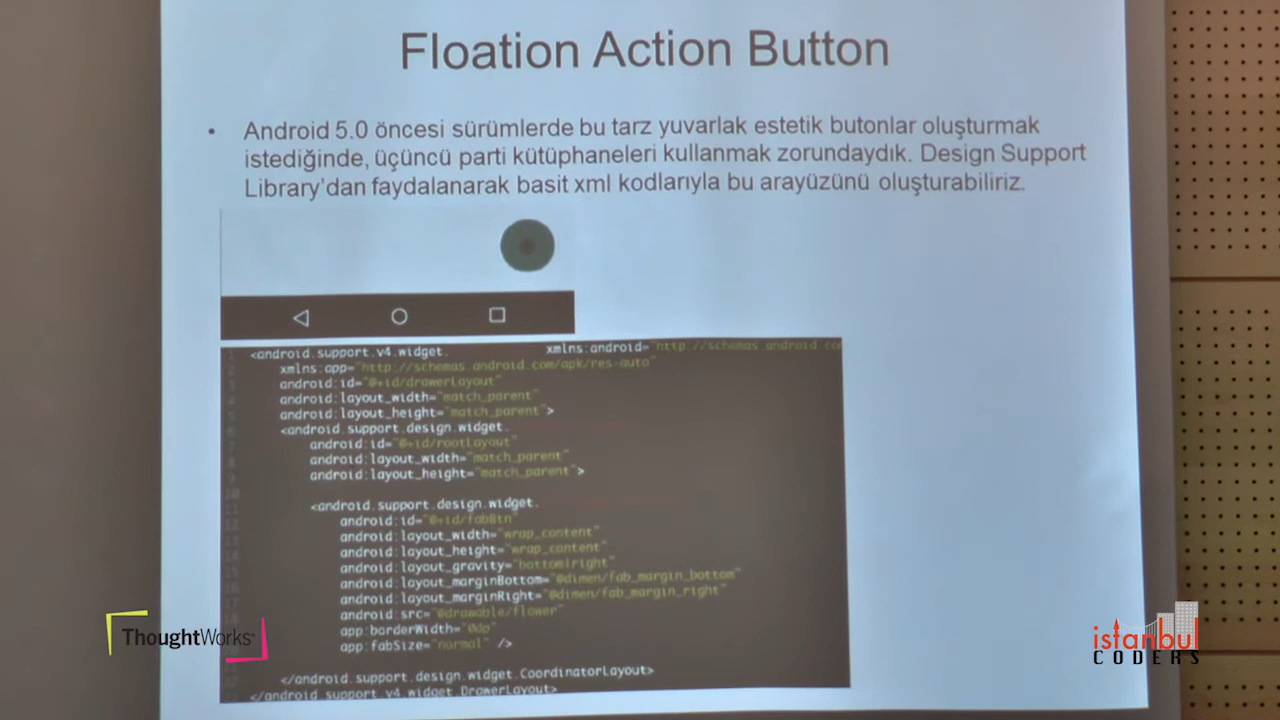 Floation Action Button
• Android 5.0 öncesi sürümlerde bu tarz yuvarlak estetik butonlar oluşturmak
istediğinde, üçüncü parti kütüphaneleri kullanmak zorundaydık. Design Support
Library'dan faydalanarak basit xml kodlarıyla bu arayüzünü oluşturabiliriz.
<android.support.v4.widget. xmlns:android="http://schemas.android.co
xmlns:app="http://schemas.android.com/apk/res-auto"
android:id="@+id/drawerLayout"
android:layout_width="match_parent"
android:layout_height="match_parent">
<android.support.design.widget.
android:id="@+id/rootLayout"
android:layout_width="match_parent"
android:layout_height="match_parent">
<android.support.design.widget.
android:id="@+id/fabBtn"
android:layout_width="wrap_content"
android:layout_height="wrap_content"
android:layout_gravity="bottom|right"
android:layout_marginBottom="@dimen/fab_margin_bottom"
android:layout_marginRight="@dimen/fab_margin_right"
android:src="@drawable/flower"
app:borderWidth="0dp"
app:fabSize="normal" />
</android.support.design.widget.CoordinatorLayout>
</android.support.v4.widget.DrawerLayout>
ThoughtWorks
istanbul
CODERS